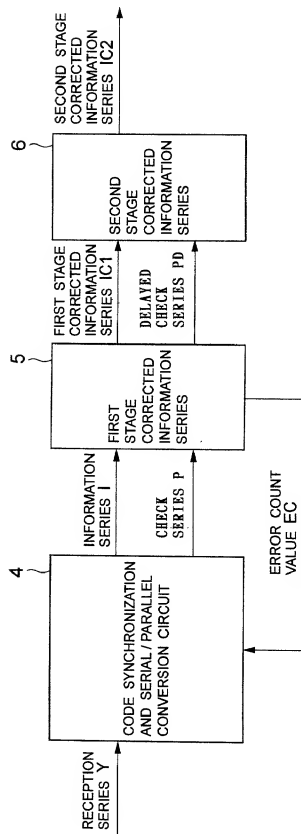 RECEPTION
SERIES Y
4
CODE SYNCHRONIZATION
AND SERIAL/PARALLEL
CONVERSION CIRCUIT
INFORMATION
SERIES I
CHECK
SERIES P
ERROR COUNT
VALUE EC
5
FIRST
STAGE
CORRECTED
INFORMATION
SERIES
FIRST STAGE
CORRECTED
INFORMATION
SERIES IC1
DELAYED
CHECK
SERIES PD
6
SECOND
STAGE
CORRECTED
INFORMATION
SERIES
SECOND STAGE
CORRECTED
INFORMATION
SERIES IC2